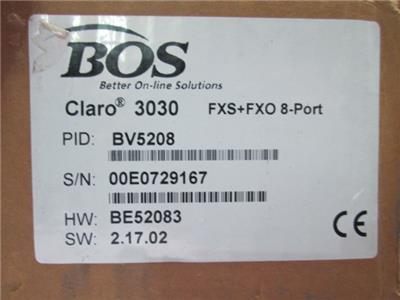 BOS
Better On-line Solutions
Claro® 3030 FXS+FXO 8-Port
PID: BV5208
S/N: 00E0729167
HW: BE52083
SW: 2.17.02
CE